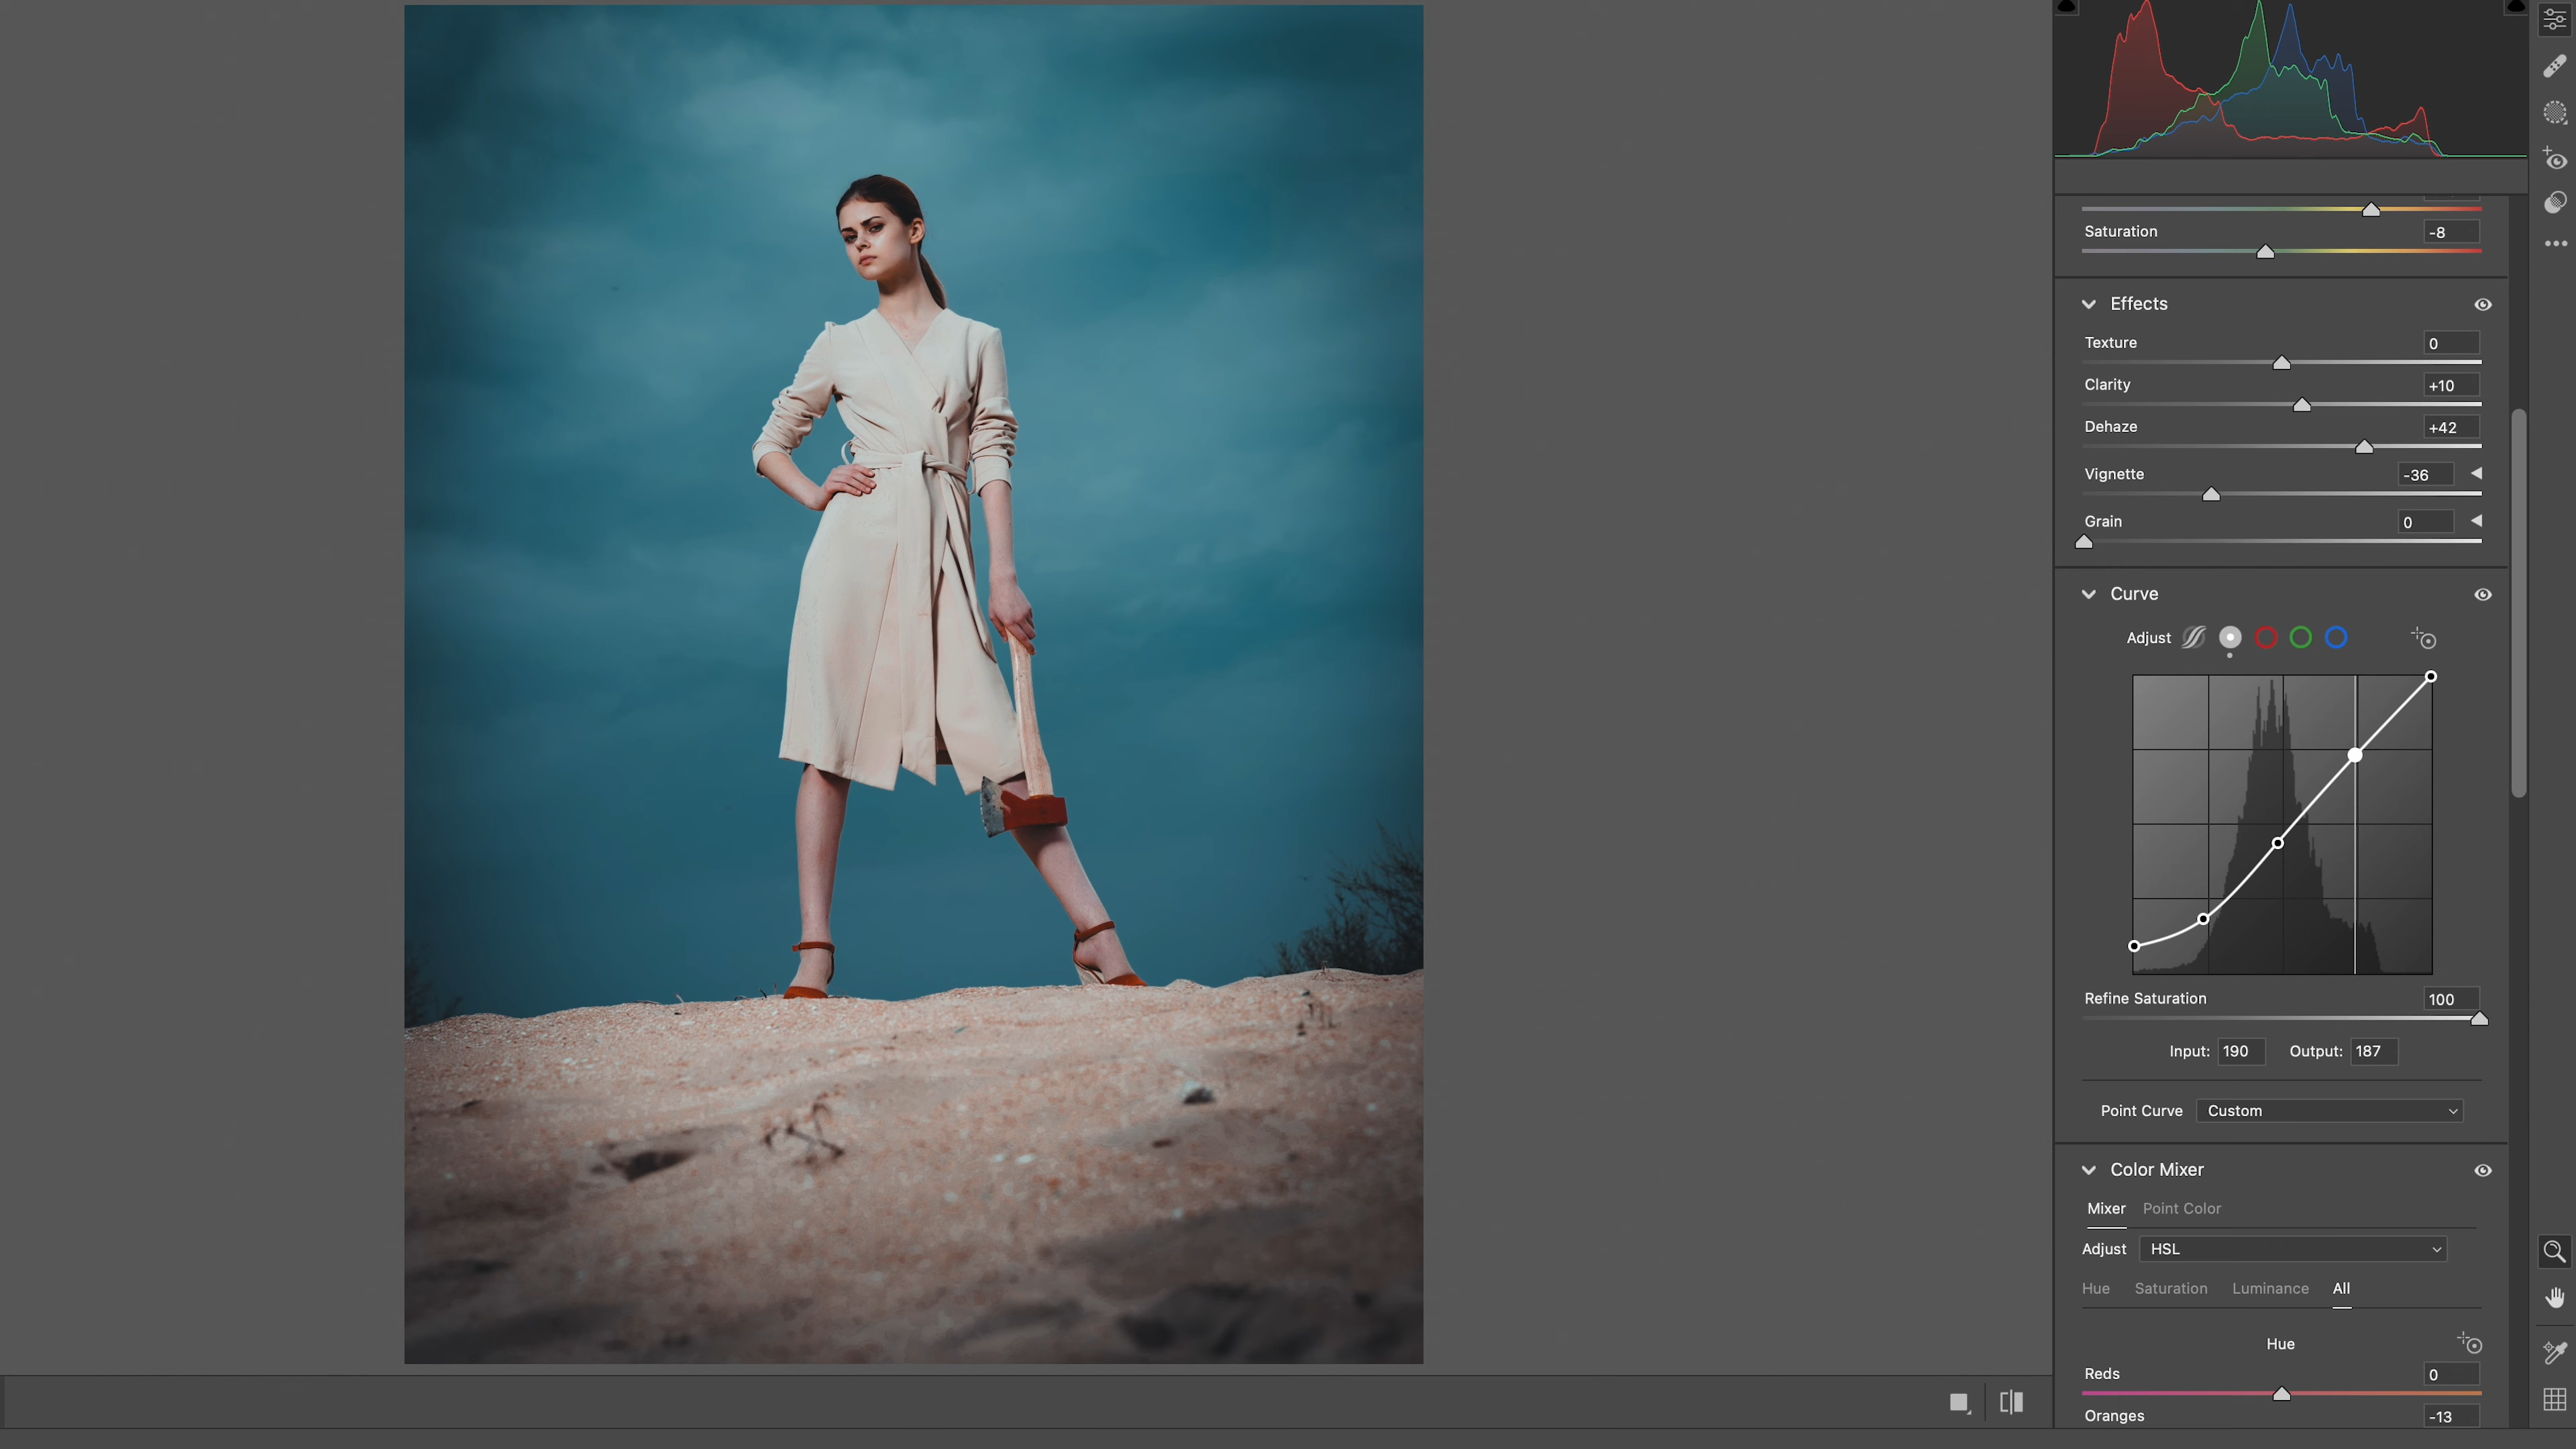 Saturation -8
Effects
Texture 0
Clarity +10
Dehaze +42
Vignette -36
Grain 0
Curve
Adjust
Refine Saturation 100
Input: 190 Output: 187
Point Curve Custom
Color Mixer
Mixer Point Color
Adjust HSL
Hue Saturation Luminance All
Hue
Reds 0
Oranges -13